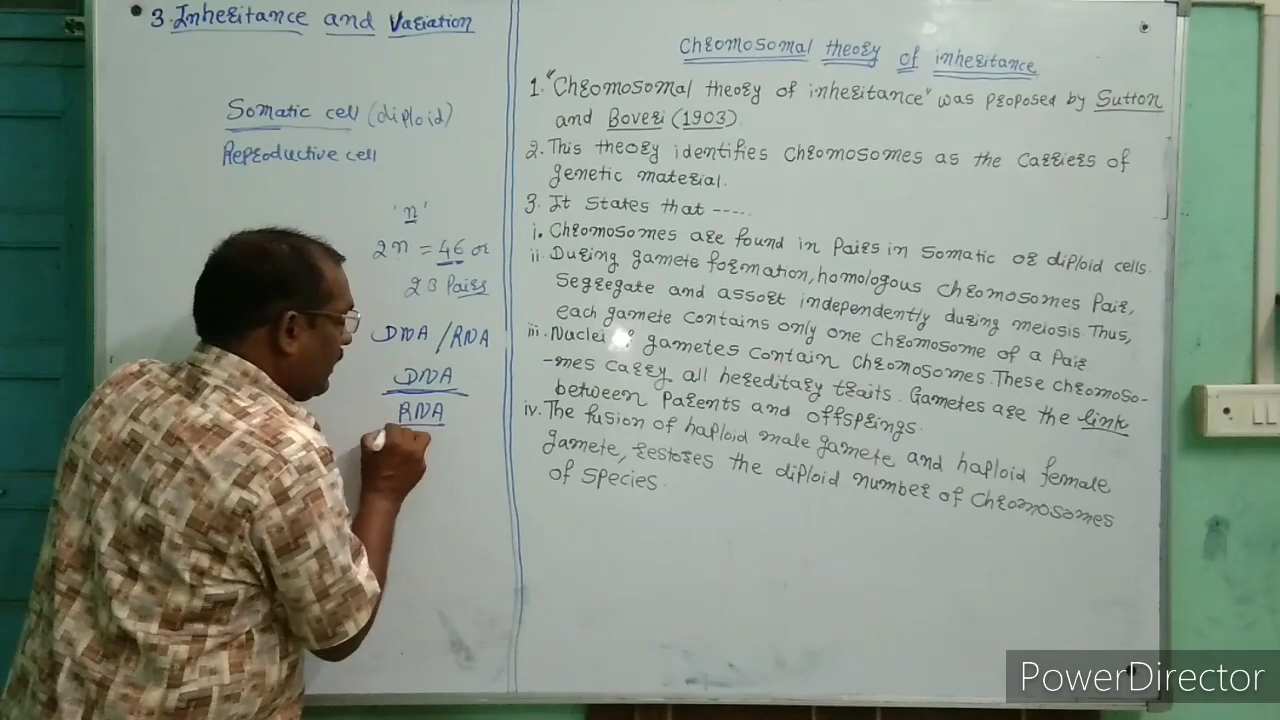 3. Inheritance and Variation
Somatic cell (diploid)
Reproductive cell
'n'
2n = 46 or
23 Pairs
DNA / RNA
DNA
RNA
Chromosomal theory of inheritance
1. "Chromosomal theory of inheritance" was proposed by Sutton
and Boveri (1903).
2. This theory identifies chromosomes as the carriers of
genetic material.
3. It states that -----
i. Chromosomes are found in pairs in somatic or diploid cells.
ii. During gamete formation, homologous chromosomes pair,
segregate and assort independently during meiosis. Thus,
each gamete contains only one chromosome of a pair
iii. Nuclei of gametes contain chromosomes. These chromoso-
-mes carry all hereditary traits. Gametes are the link
between parents and offsprings.
iv. The fusion of haploid male gamete and haploid female
gamete, restores the diploid number of chromosomes
of species.
PowerDirector